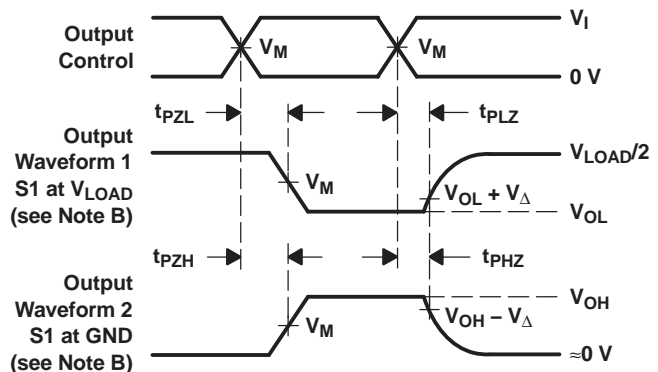 Output
Control
V_M
V_M
V_I
0 V
t_PZL
t_PLZ
Output
Waveform 1
S1 at V_LOAD
(see Note B)
V_M
V_LOAD/2
V_OL + V_Δ
V_OL
t_PZH
t_PHZ
Output
Waveform 2
S1 at GND
(see Note B)
V_M
V_OH
V_OH – V_Δ
≈0 V